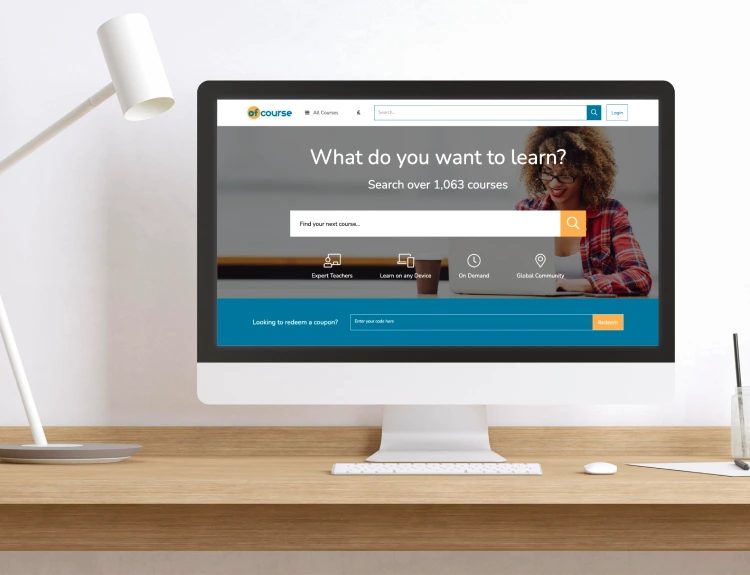 of course
All Courses
£
Search...
Login
What do you want to learn?
Search over 1,063 courses
Find your next course...
Expert Teachers
Learn on any Device
On Demand
Global Community
Looking to redeem a coupon?
Enter your code here
Redeem